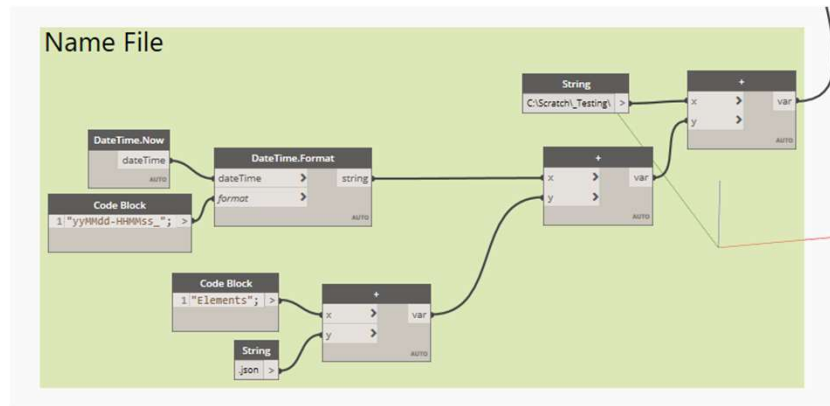 Name File
String
C:\Scratch\_Testing\ >
+
x > var
y >
AUTO
DateTime.Now
dateTime
AUTO
DateTime.Format
dateTime > string
format >
AUTO
+
x > var
y >
AUTO
Code Block
1 "yyMMdd-HHMMss_"; >
Code Block
1 "Elements"; >
+
x > var
y >
AUTO
String
.json >